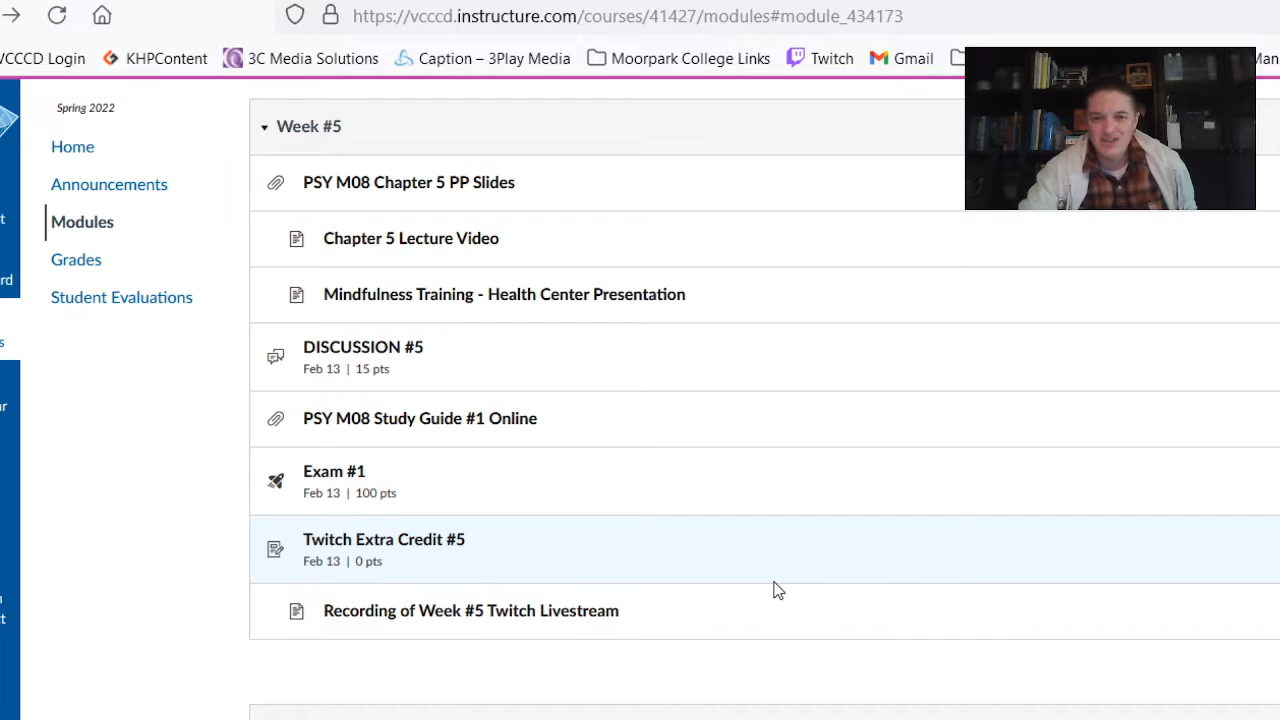 https://vcccd.instructure.com/courses/41427/modules#module_434173
VCCCD Login KHPContent 3C Media Solutions Caption – 3Play Media Moorpark College Links Twitch Gmail
Spring 2022
Home
Announcements
Modules
Grades
Student Evaluations
Week #5
PSY M08 Chapter 5 PP Slides
Chapter 5 Lecture Video
Mindfulness Training - Health Center Presentation
DISCUSSION #5
Feb 13 | 15 pts
PSY M08 Study Guide #1 Online
Exam #1
Feb 13 | 100 pts
Twitch Extra Credit #5
Feb 13 | 0 pts
Recording of Week #5 Twitch Livestream